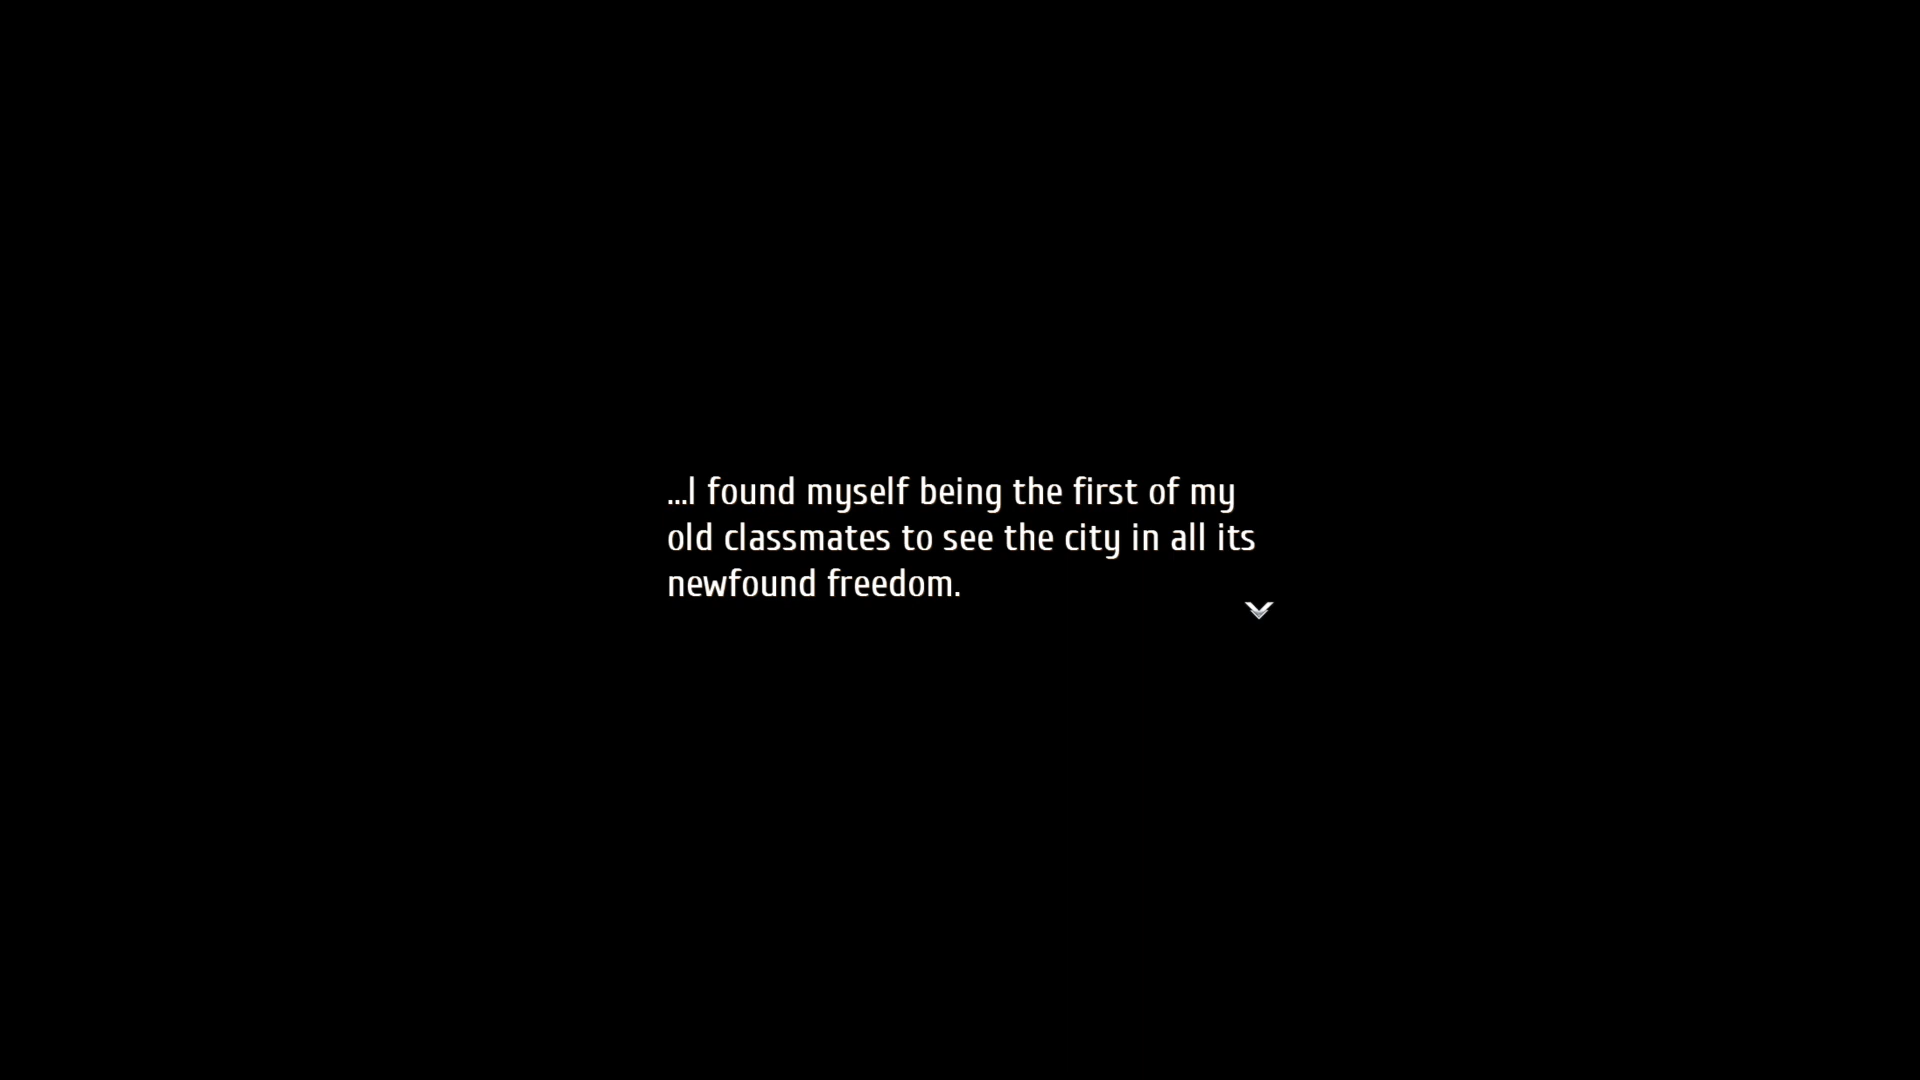 ...I found myself being the first of my
old classmates to see the city in all its
newfound freedom.